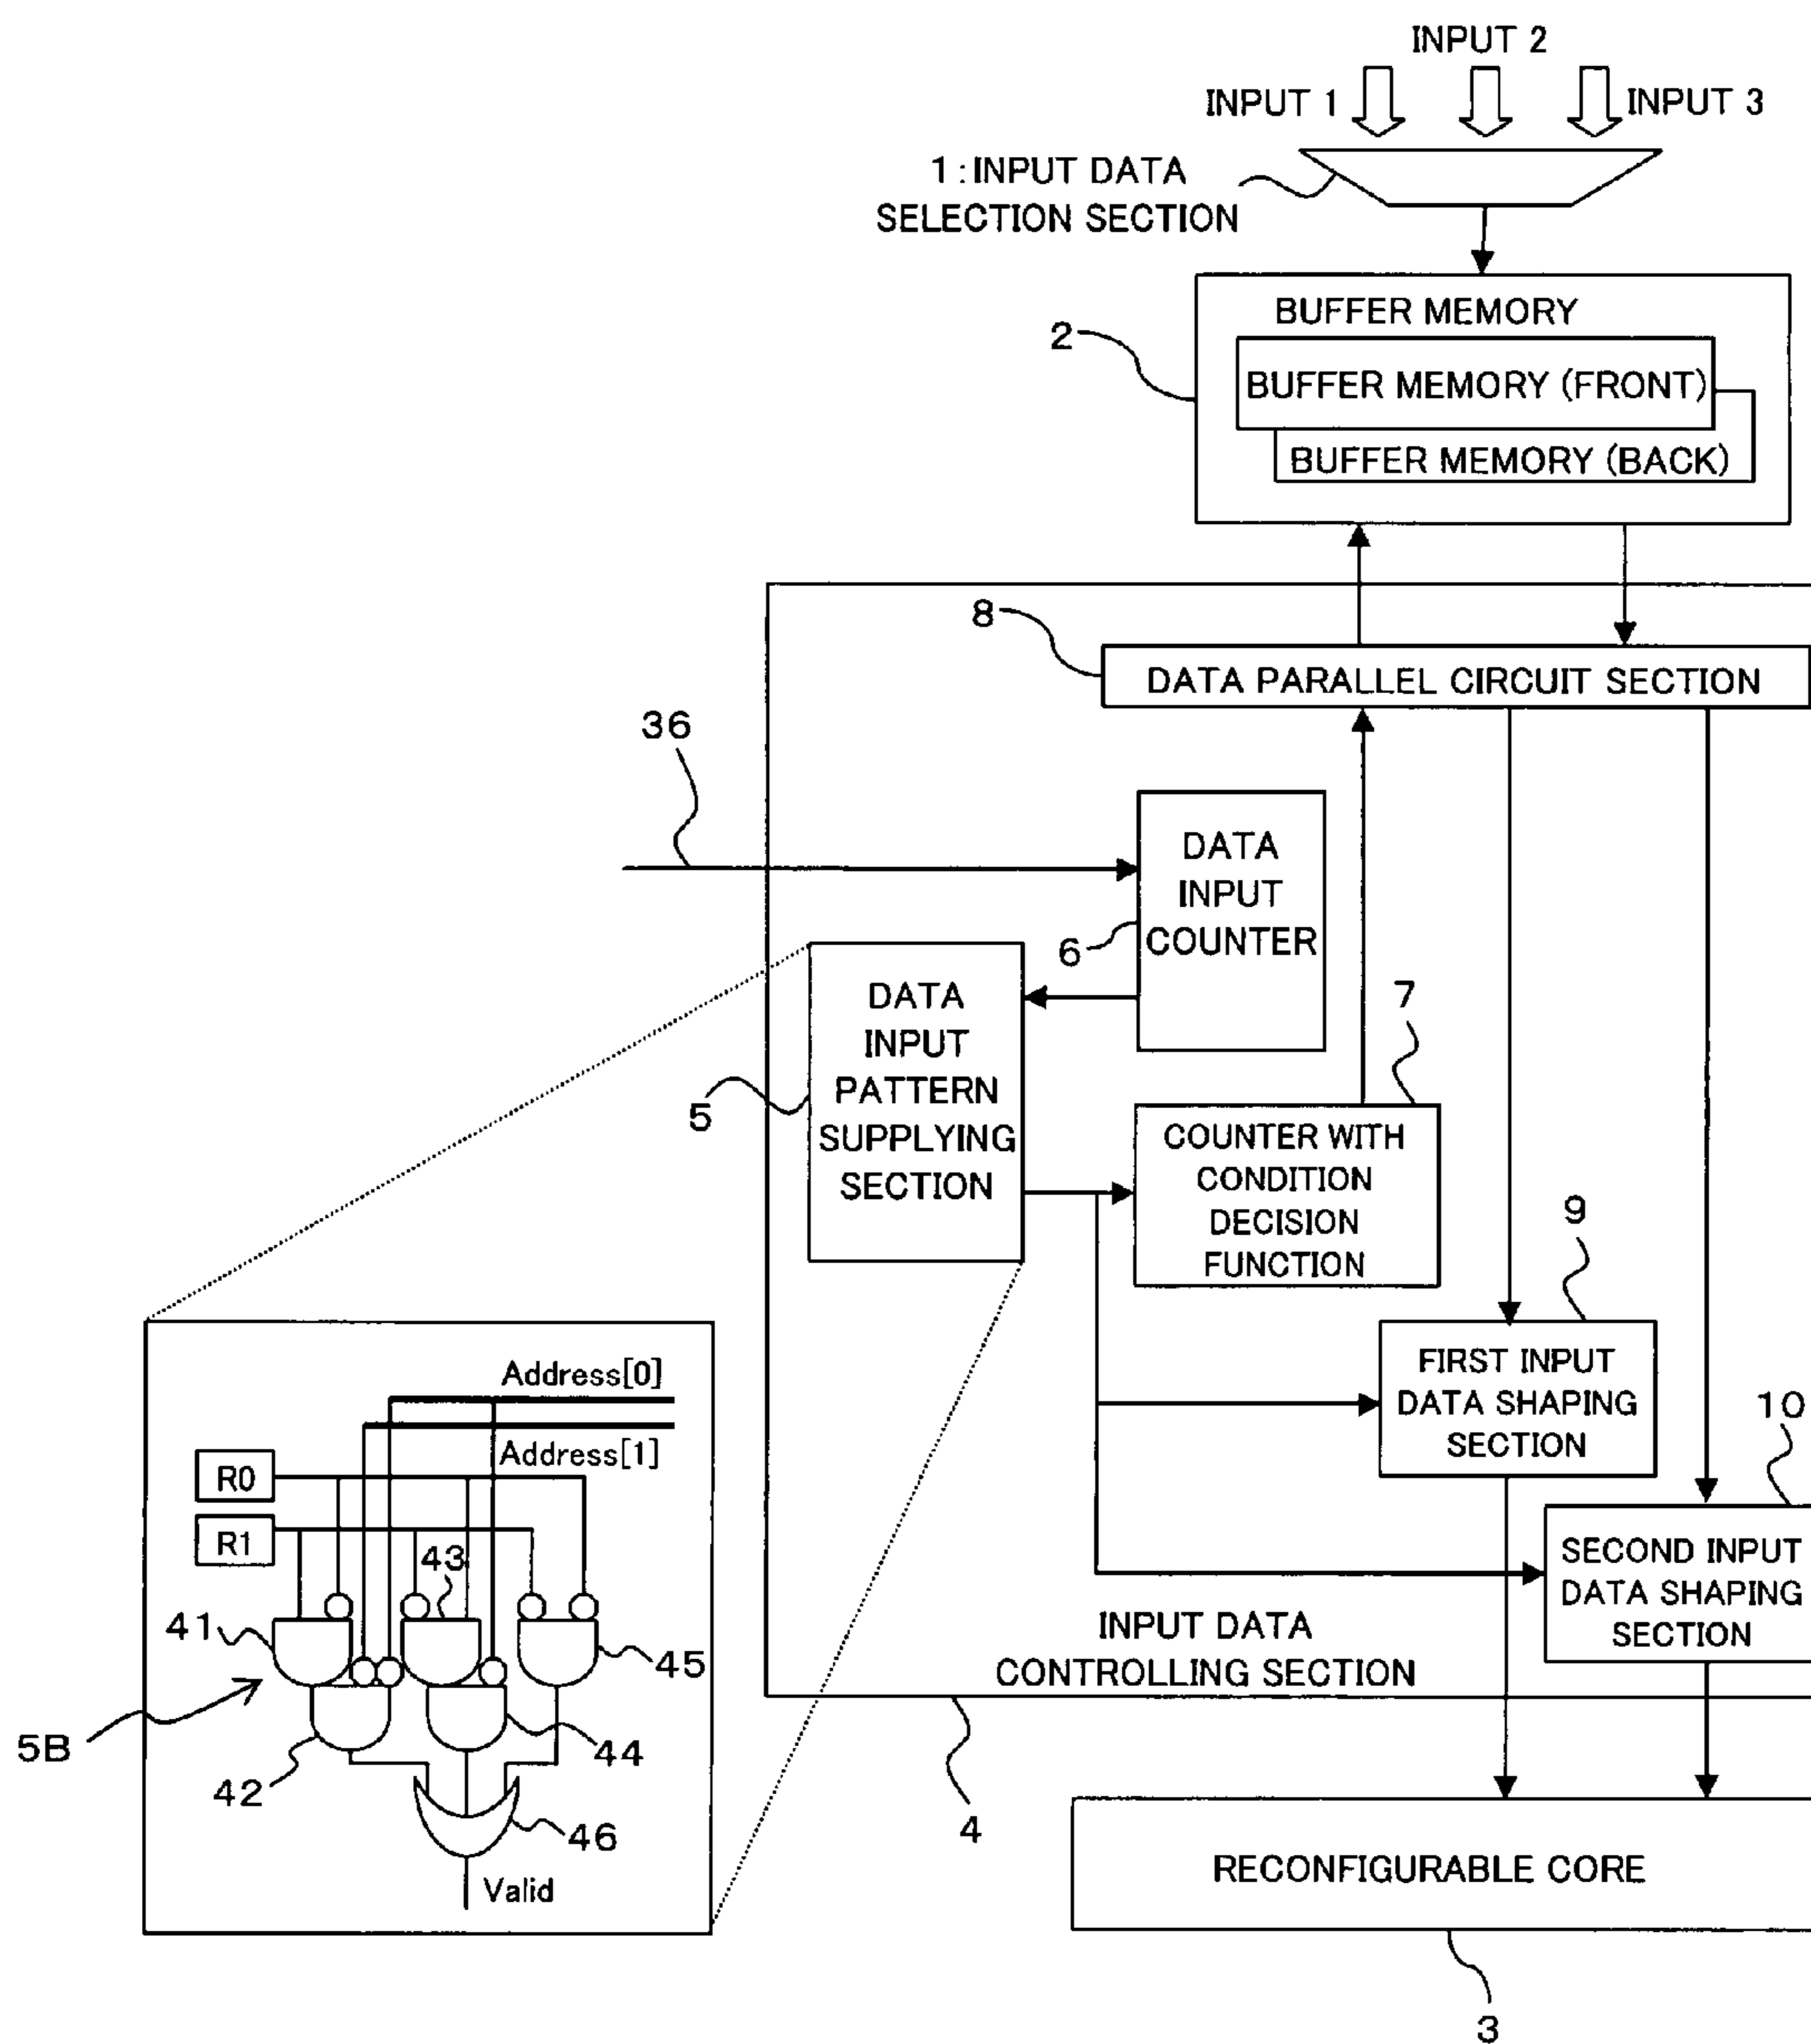 INPUT 2
INPUT 1
INPUT 3
1 : INPUT DATA
SELECTION SECTION
2
BUFFER MEMORY
BUFFER MEMORY (FRONT)
BUFFER MEMORY (BACK)
8
DATA PARALLEL CIRCUIT SECTION
36
DATA
INPUT
COUNTER
6
DATA
INPUT
PATTERN
SUPPLYING
SECTION
5
7
COUNTER WITH
CONDITION
DECISION
FUNCTION
9
FIRST INPUT
DATA SHAPING
SECTION
10
SECOND INPUT
DATA SHAPING
SECTION
INPUT DATA
CONTROLLING SECTION
4
Address[0]
Address[1]
R0
R1
43
41
45
5B
44
42
46
Valid
RECONFIGURABLE CORE
3